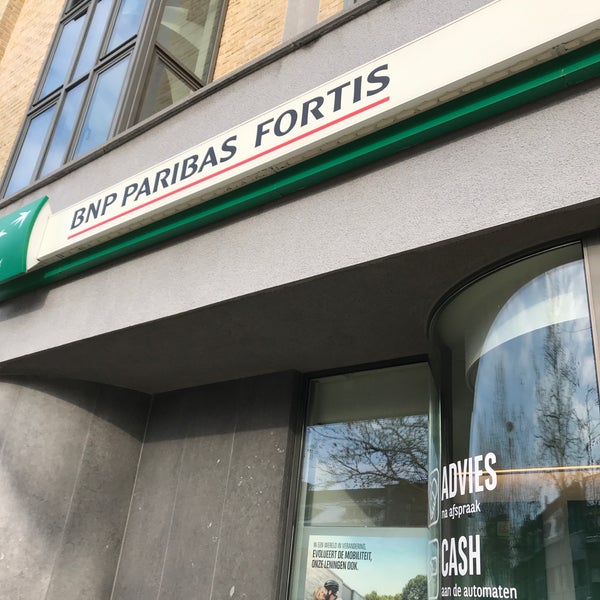 BNP PARIBAS FORTIS
ADVIES
na afspraak
CASH
aan de automaten
IN EEN WERELD IN VERANDERING,
EVOLUEERT DE MOBILITEIT,
ONZE LENINGEN OOK.